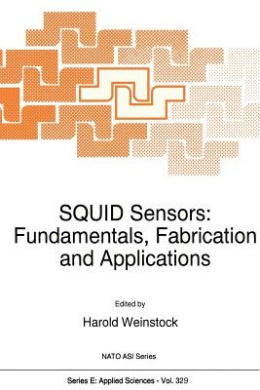 SQUID Sensors:
Fundamentals, Fabrication
and Applications
Edited by
Harold Weinstock
NATO ASI Series
Series E: Applied Sciences - Vol. 329